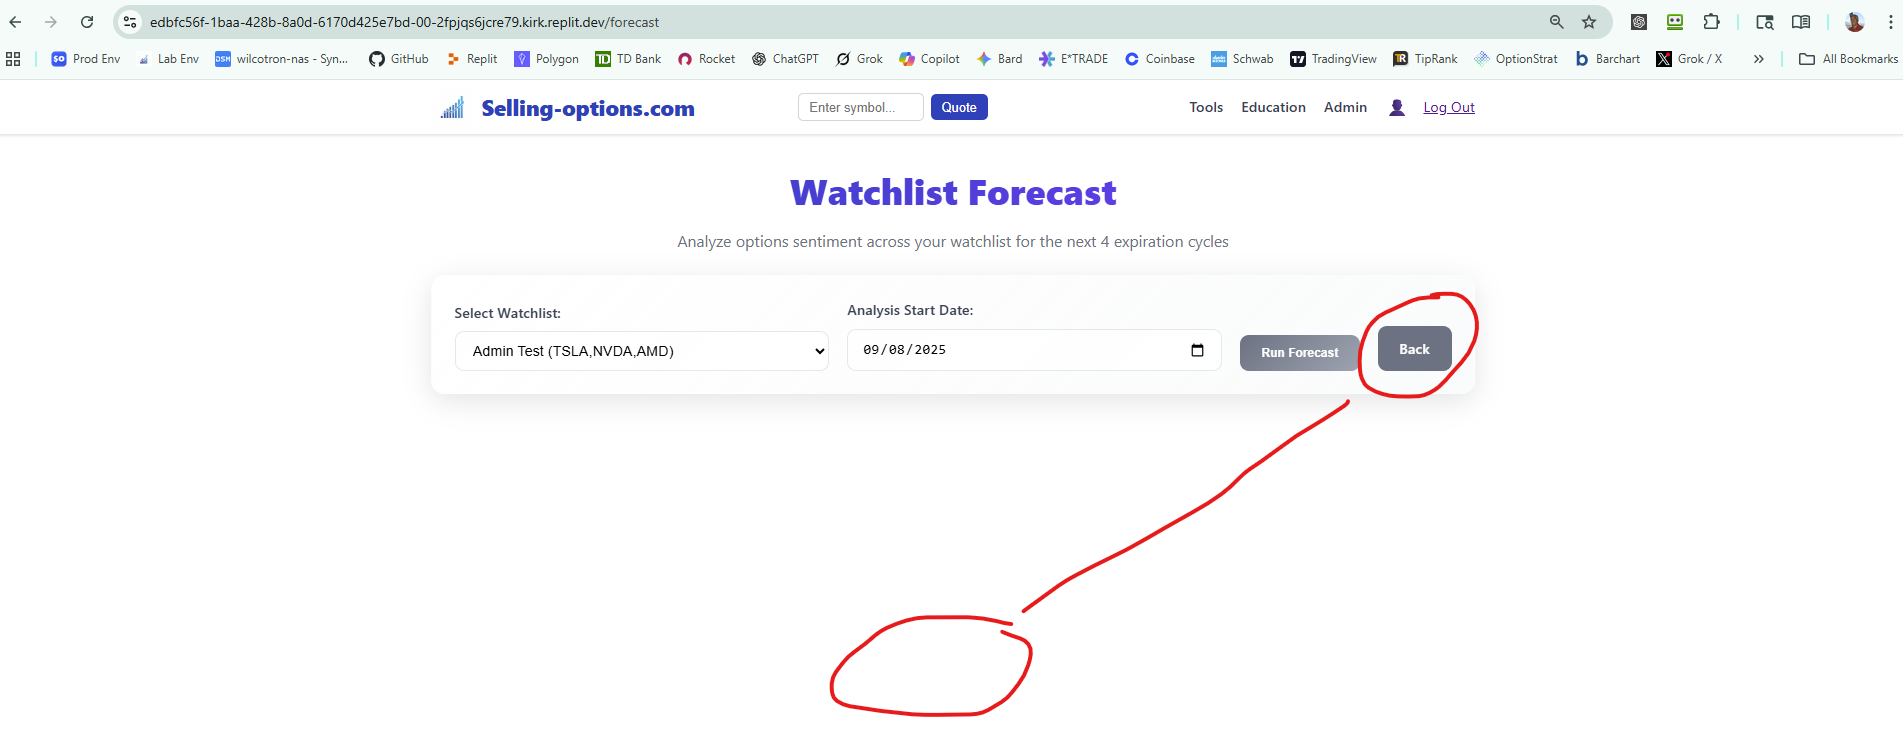 edbfc56f-1baa-428b-8a0d-6170d425e7bd-00-2fpjqs6jcre79.kirk.replit.dev/forecast
$O Prod Env Lab Env DSM wilcotron-nas - Syn... GitHub Replit Polygon TD TD Bank Rocket ChatGPT Grok Copilot Bard E*TRADE Coinbase Schwab TradingView TR TipRank OptionStrat b Barchart X Grok / X » All Bookmarks
Selling-options.com Enter symbol... Quote Tools Education Admin Log Out
Watchlist Forecast
Analyze options sentiment across your watchlist for the next 4 expiration cycles
Select Watchlist: Analysis Start Date:
Admin Test (TSLA,NVDA,AMD) 09/08/2025 Run Forecast Back